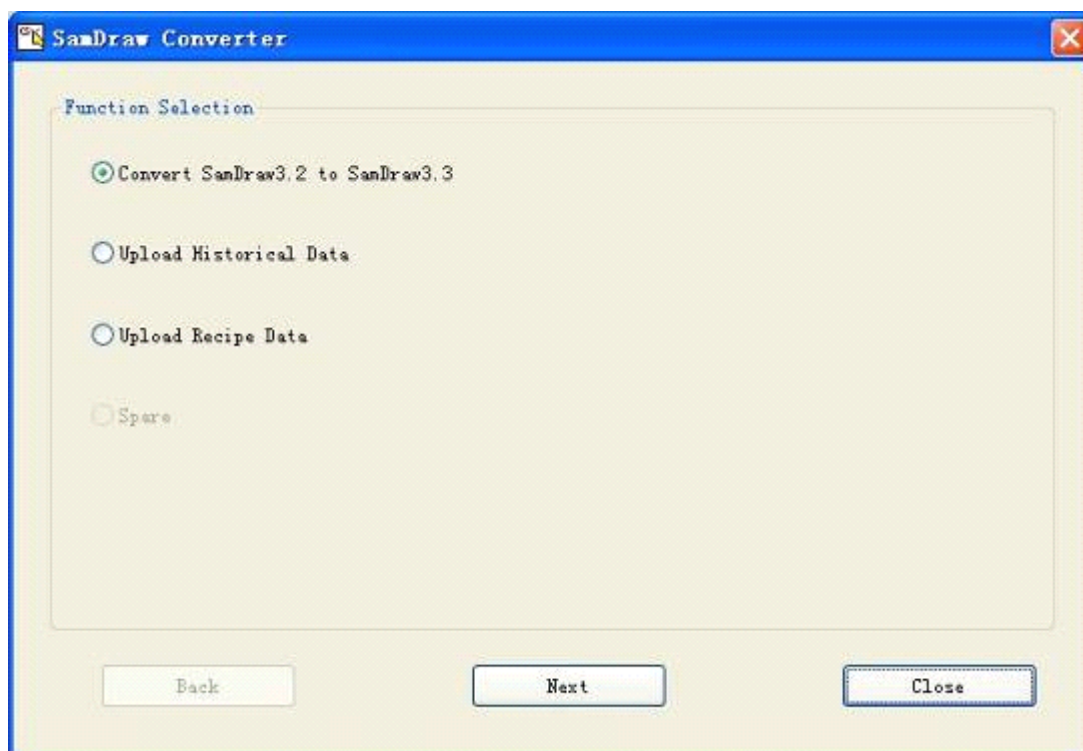 SamDraw Converter
Function Selection
Convert SamDraw3.2 to SamDraw3.3
Upload Historical Data
Upload Recipe Data
Spare
Back
Next
Close